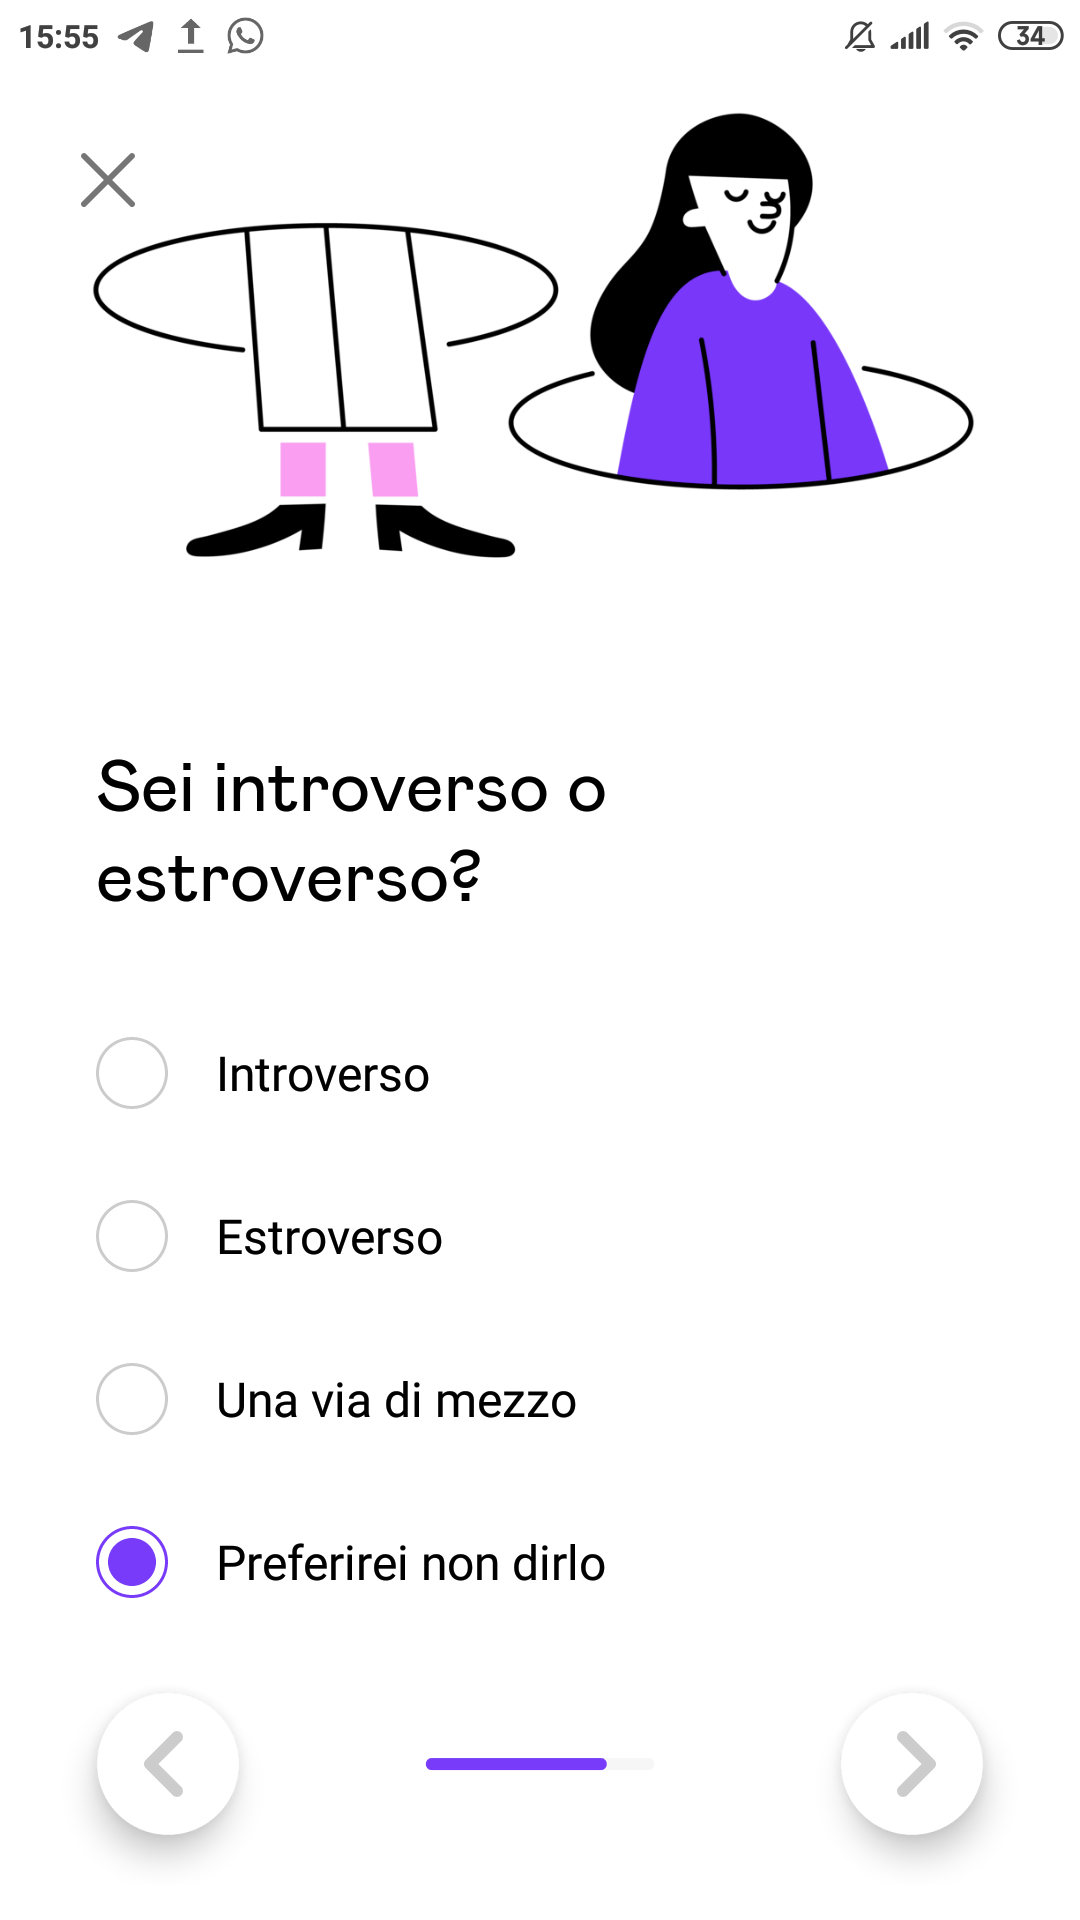 15:55
34
Sei introverso o
estroverso?
Introverso
Estroverso
Una via di mezzo
Preferirei non dirlo